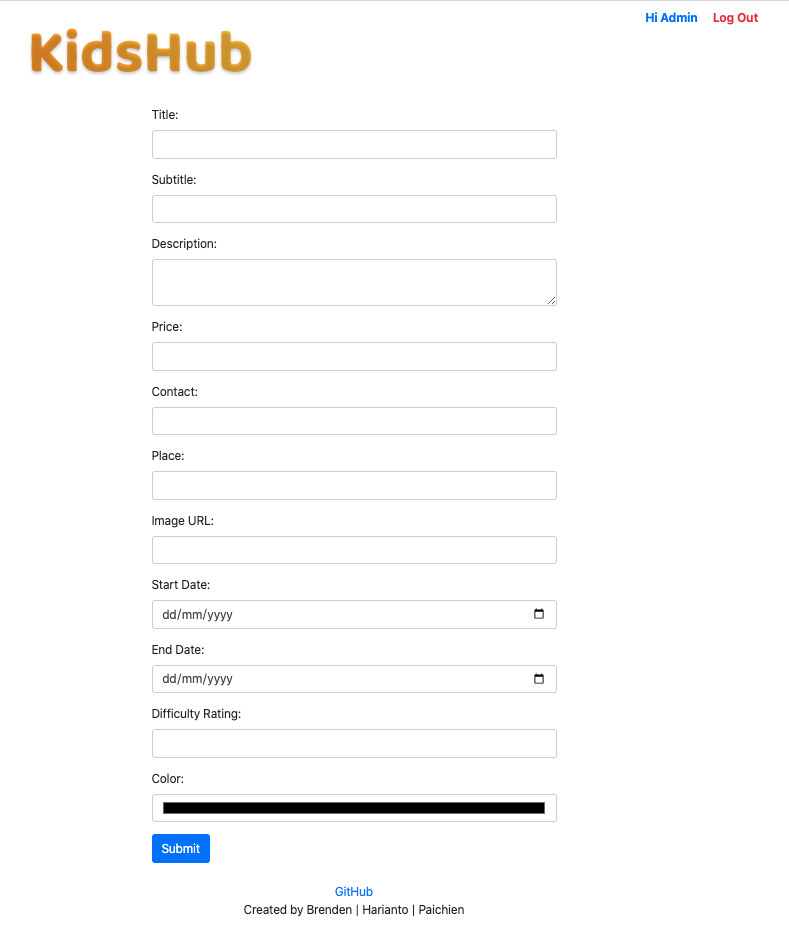 Hi Admin Log Out
KidsHub
Title:
Subtitle:
Description:
Price:
Contact:
Place:
Image URL:
Start Date:
dd/mm/yyyy
End Date:
dd/mm/yyyy
Difficulty Rating:
Color:
Submit
GitHub
Created by Brenden | Harianto | Paichien